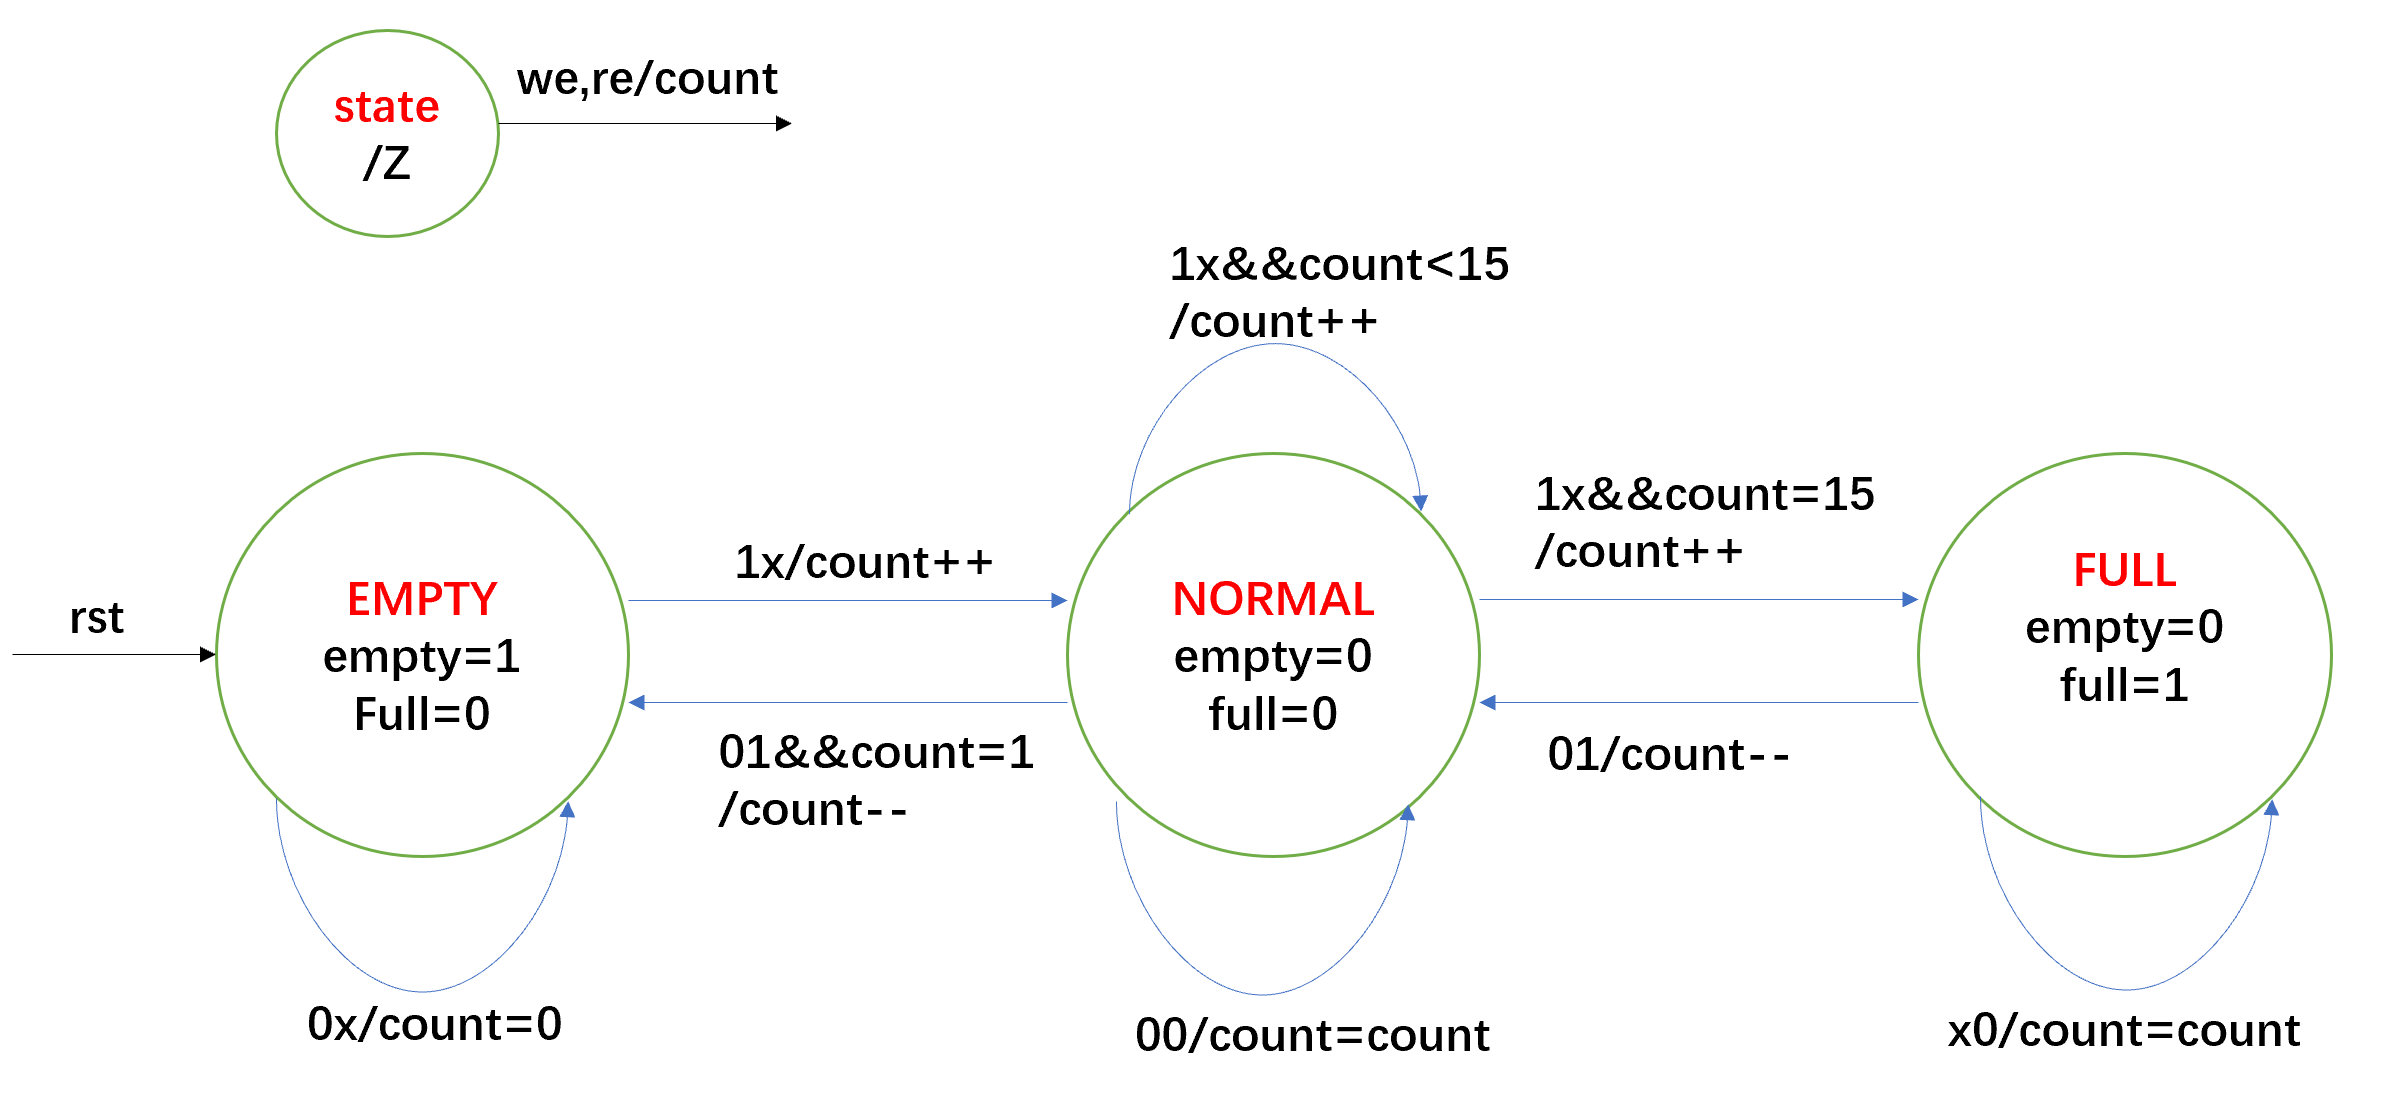 state
/Z
we,re/count
1x&&count<15
/count++
1x&&count=15
/count++
1x/count++
rst
EMPTY
empty=1
Full=0
NORMAL
empty=0
full=0
FULL
empty=0
full=1
01&&count=1
/count--
01/count--
0x/count=0
00/count=count
x0/count=count